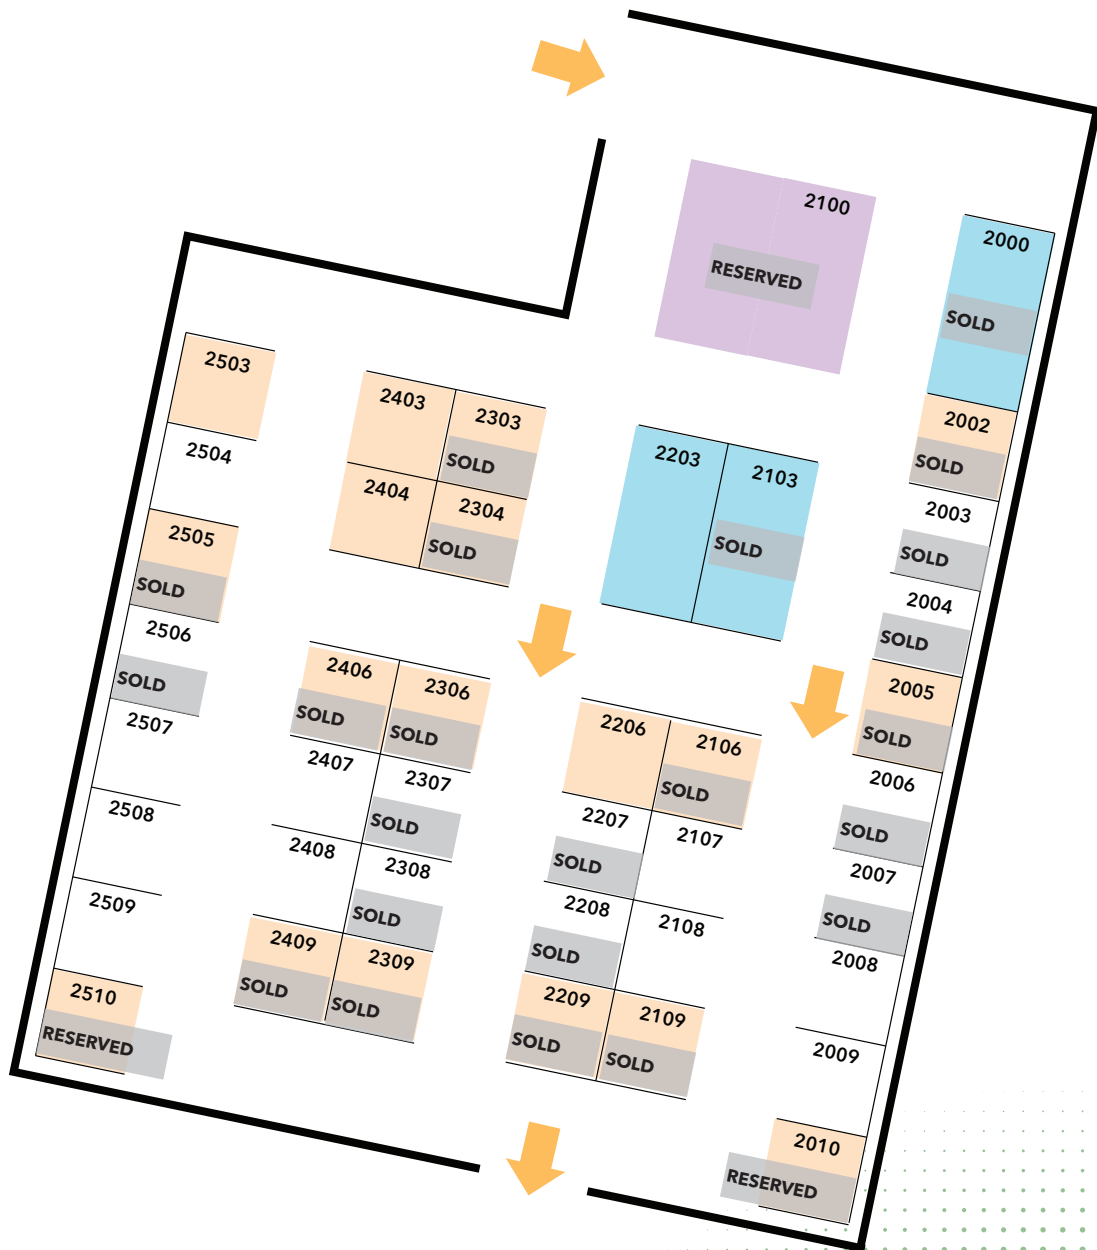 2100
RESERVED
2000
SOLD
2002
SOLD
2003
SOLD
2004
SOLD
2005
SOLD
2006
SOLD
2007
SOLD
2008
2009
2010
RESERVED
2203
2103
SOLD
2206
2106
SOLD
2207
SOLD
2107
2208
SOLD
2108
2209
SOLD
2109
SOLD
2403
2303
SOLD
2404
2304
SOLD
2406
SOLD
2306
SOLD
2407
2307
SOLD
2408
2308
SOLD
2409
SOLD
2309
SOLD
2503
2504
2505
SOLD
2506
SOLD
2507
2508
2509
2510
RESERVED